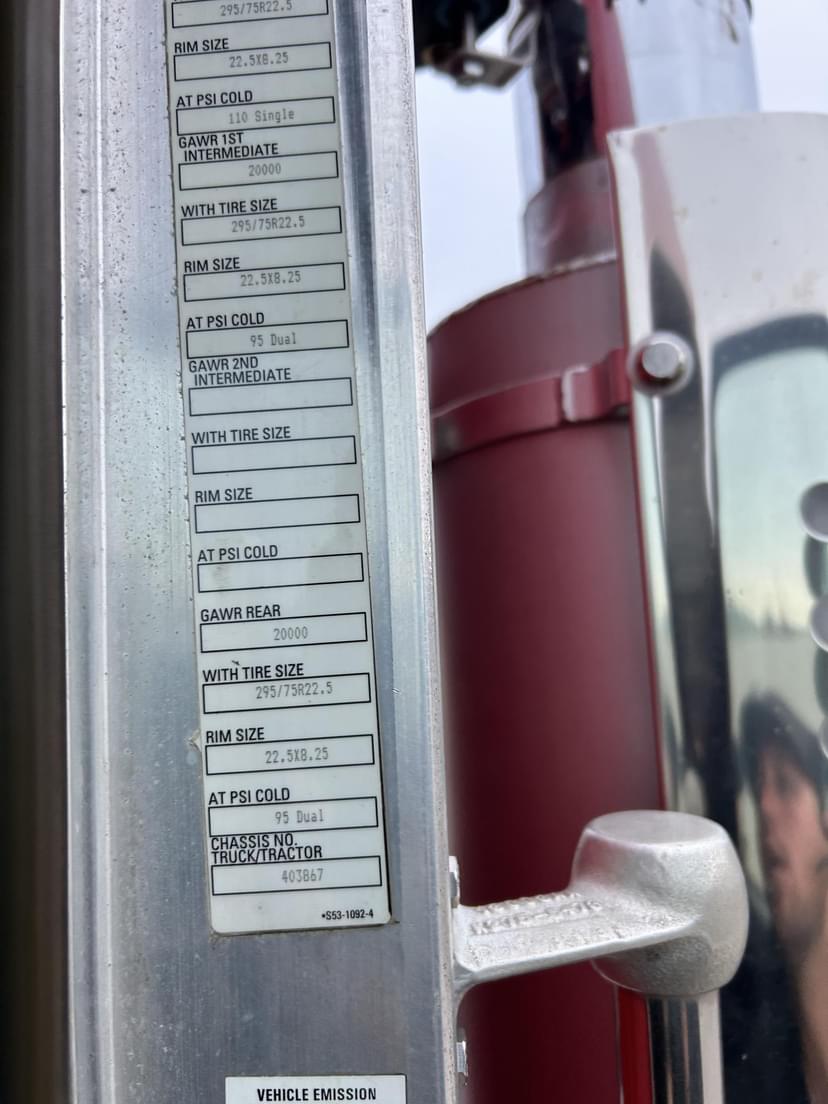 295/75R22.5
RIM SIZE
22.5X8.25
AT PSI COLD
110 Single
GAWR 1ST
INTERMEDIATE
20000
WITH TIRE SIZE
295/75R22.5
RIM SIZE
22.5X8.25
AT PSI COLD
95 Dual
GAWR 2ND
INTERMEDIATE
WITH TIRE SIZE
RIM SIZE
AT PSI COLD
GAWR REAR
20000
WITH TIRE SIZE
295/75R22.5
RIM SIZE
22.5X8.25
AT PSI COLD
95 Dual
CHASSIS NO.
TRUCK/TRACTOR
403867
*S53-1092-4
VEHICLE EMISSION